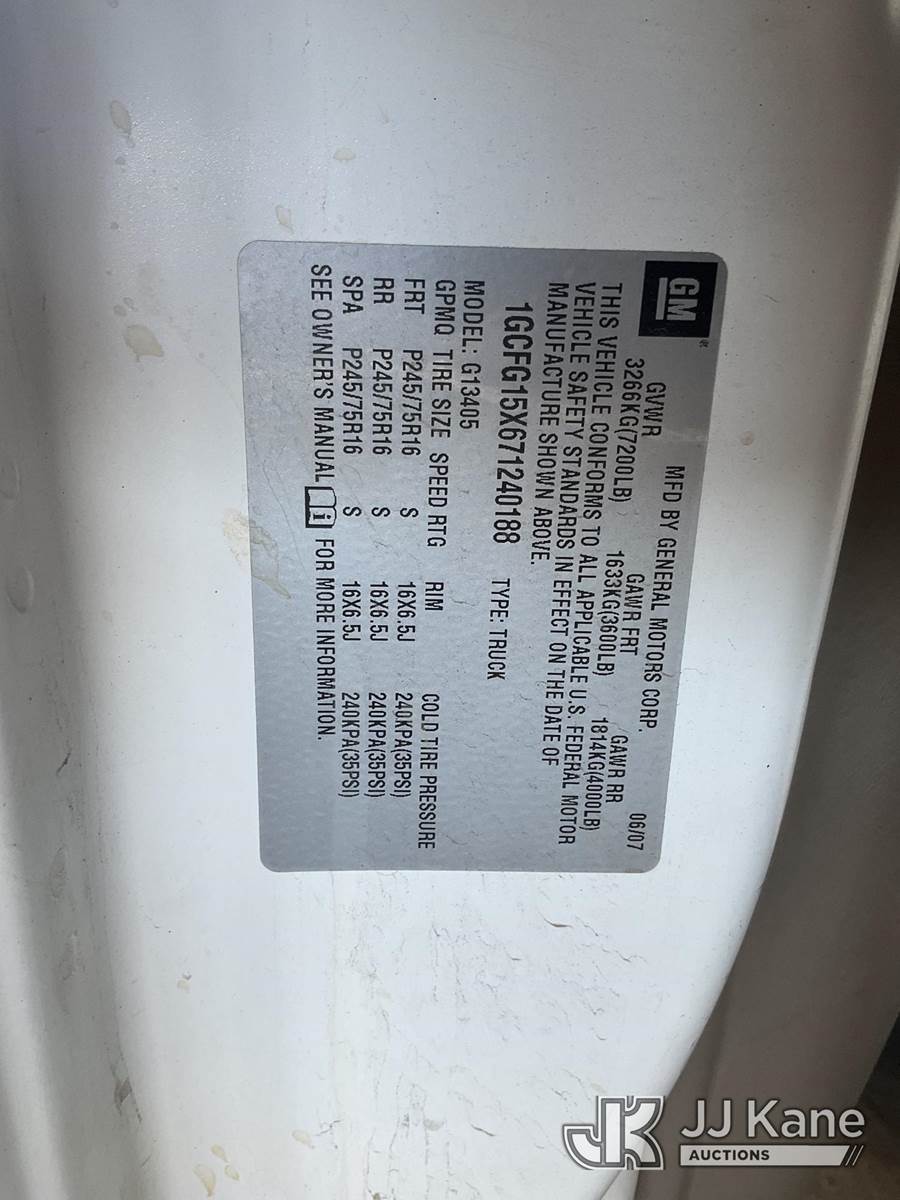 GM
MFD BY GENERAL MOTORS CORP. 06/07
GVWR GAWR FRT GAWR RR
3266KG(7200LB) 1633KG(3600LB) 1814KG(4000LB)
THIS VEHICLE CONFORMS TO ALL APPLICABLE U.S. FEDERAL MOTOR
VEHICLE SAFETY STANDARDS IN EFFECT ON THE DATE OF
MANUFACTURE SHOWN ABOVE.
1GCFG15X671240188 TYPE: TRUCK
MODEL: G13405
GPMQ TIRE SIZE SPEED RTG RIM COLD TIRE PRESSURE
FRT P245/75R16 S 16X6.5J 240KPA(35PSI)
RR P245/75R16 S 16X6.5J 240KPA(35PSI)
SPA P245/75R16 S 16X6.5J 240KPA(35PSI)
SEE OWNER'S MANUAL FOR MORE INFORMATION.
JK JJ Kane
AUCTIONS